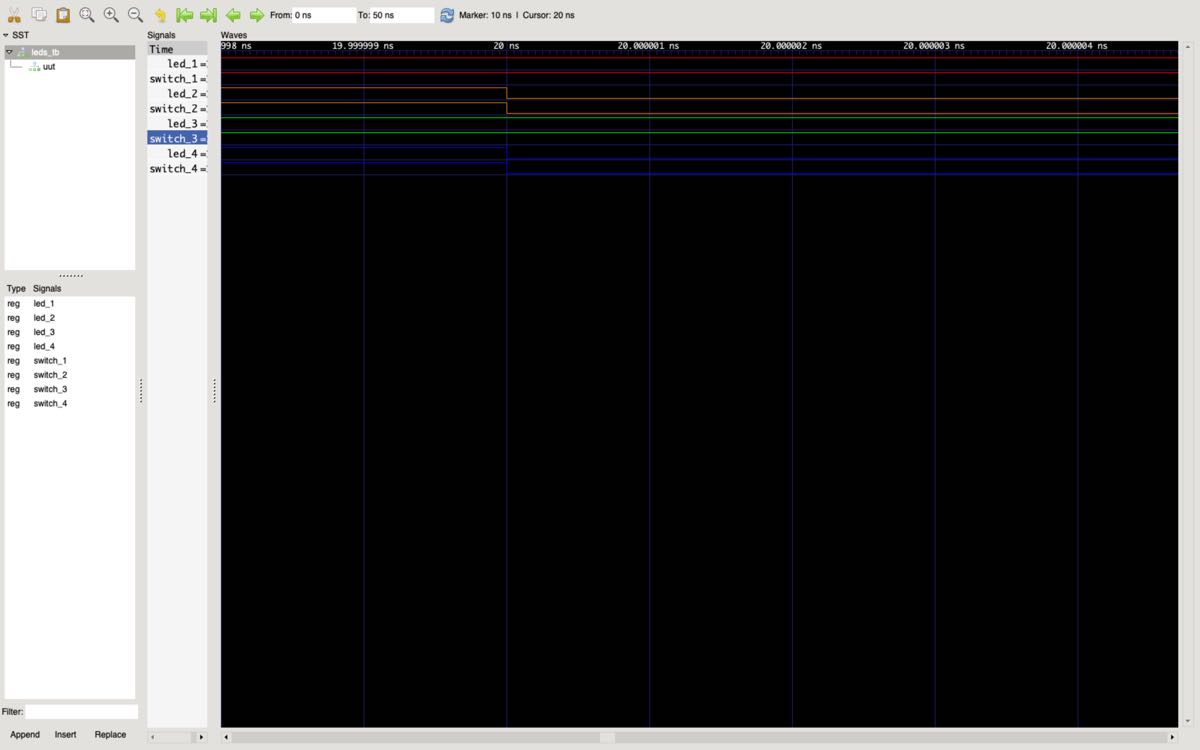 From: 0 ns To: 50 ns Marker: 10 ns | Cursor: 20 ns
SST
leds_tb
uut
Type Signals
reg led_1
reg led_2
reg led_3
reg led_4
reg switch_1
reg switch_2
reg switch_3
reg switch_4
Filter:
Append Insert Replace
Signals
Time
led_1 =
switch_1 =
led_2 =
switch_2 =
led_3 =
switch_3 =
led_4 =
switch_4 =
Waves
998 ns 19.999999 ns 20 ns 20.000001 ns 20.000002 ns 20.000003 ns 20.000004 ns